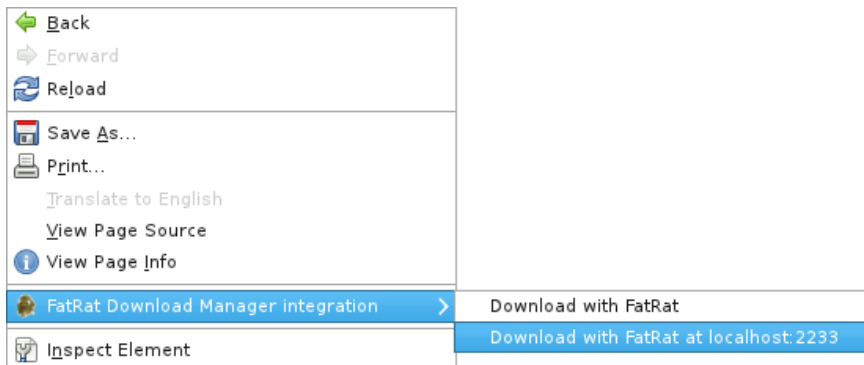 Back
Forward
Reload
Save As...
Print...
Translate to English
View Page Source
View Page Info
FatRat Download Manager integration
Download with FatRat
Download with FatRat at localhost:2233
Inspect Element